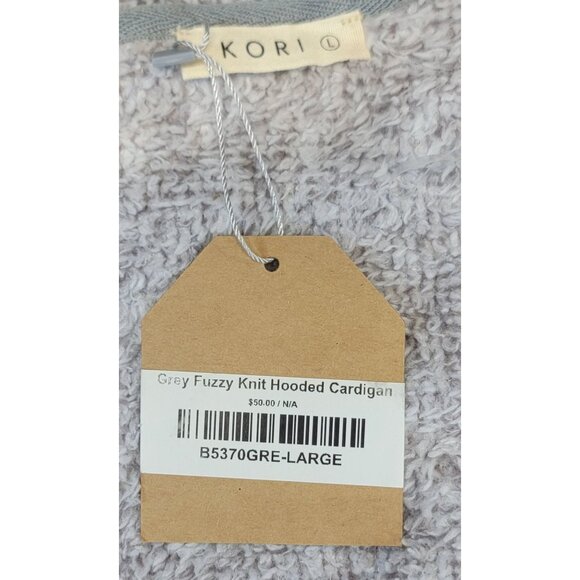 KORI L
Grey Fuzzy Knit Hooded Cardigan
$50.00 / N/A
B5370GRE-LARGE